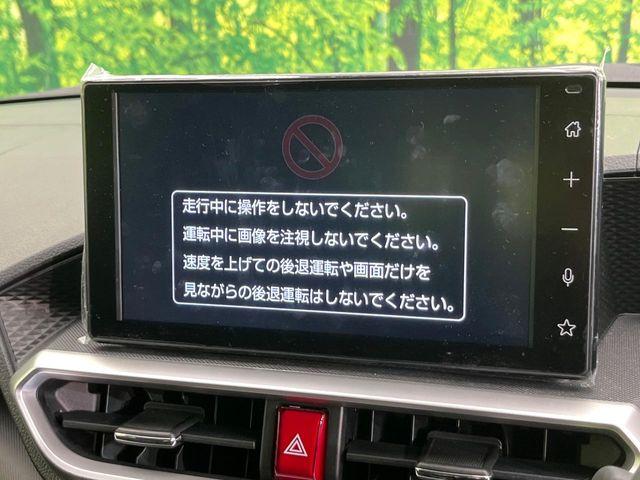 走行中に操作をしないでください。
運転中に画像を注視しないでください。
速度を上げての後退運転や画面だけを
見ながらの後退運転はしないでください。